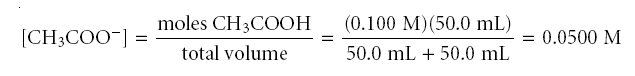 [CH₃COO⁻] = moles CH₃COOH / total volume = (0.100 M)(50.0 mL) / 50.0 mL + 50.0 mL = 0.0500 M